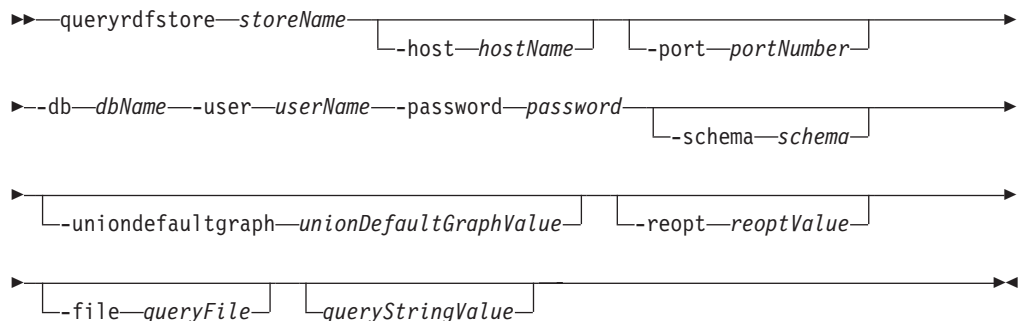 queryrdfstore storeName
-host hostName -port portNumber
-db dbName -user userName -password password
-schema schema
-uniondefaultgraph unionDefaultGraphValue -reopt reoptValue
-file queryFile queryStringValue